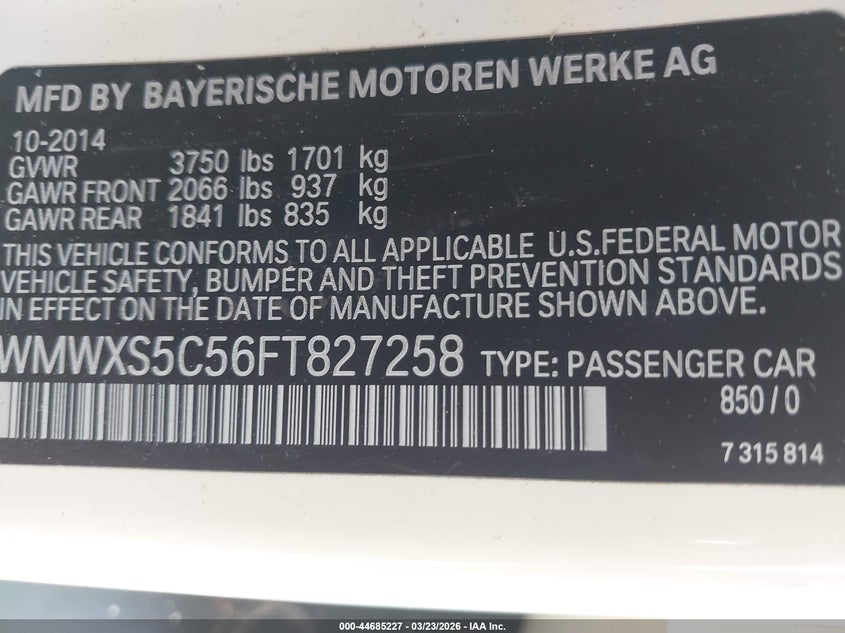 MFD BY BAYERISCHE MOTOREN WERKE AG
10-2014
GVWR 3750 lbs 1701 kg
GAWR FRONT 2066 lbs 937 kg
GAWR REAR 1841 lbs 835 kg
THIS VEHICLE CONFORMS TO ALL APPLICABLE U.S.FEDERAL MOTOR
VEHICLE SAFETY, BUMPER AND THEFT PREVENTION STANDARDS
IN EFFECT ON THE DATE OF MANUFACTURE SHOWN ABOVE.
WMWXS5C56FT827258 TYPE: PASSENGER CAR
850/0
7 315 814
000-44685227 - 03/23/2026 - IAA Inc.